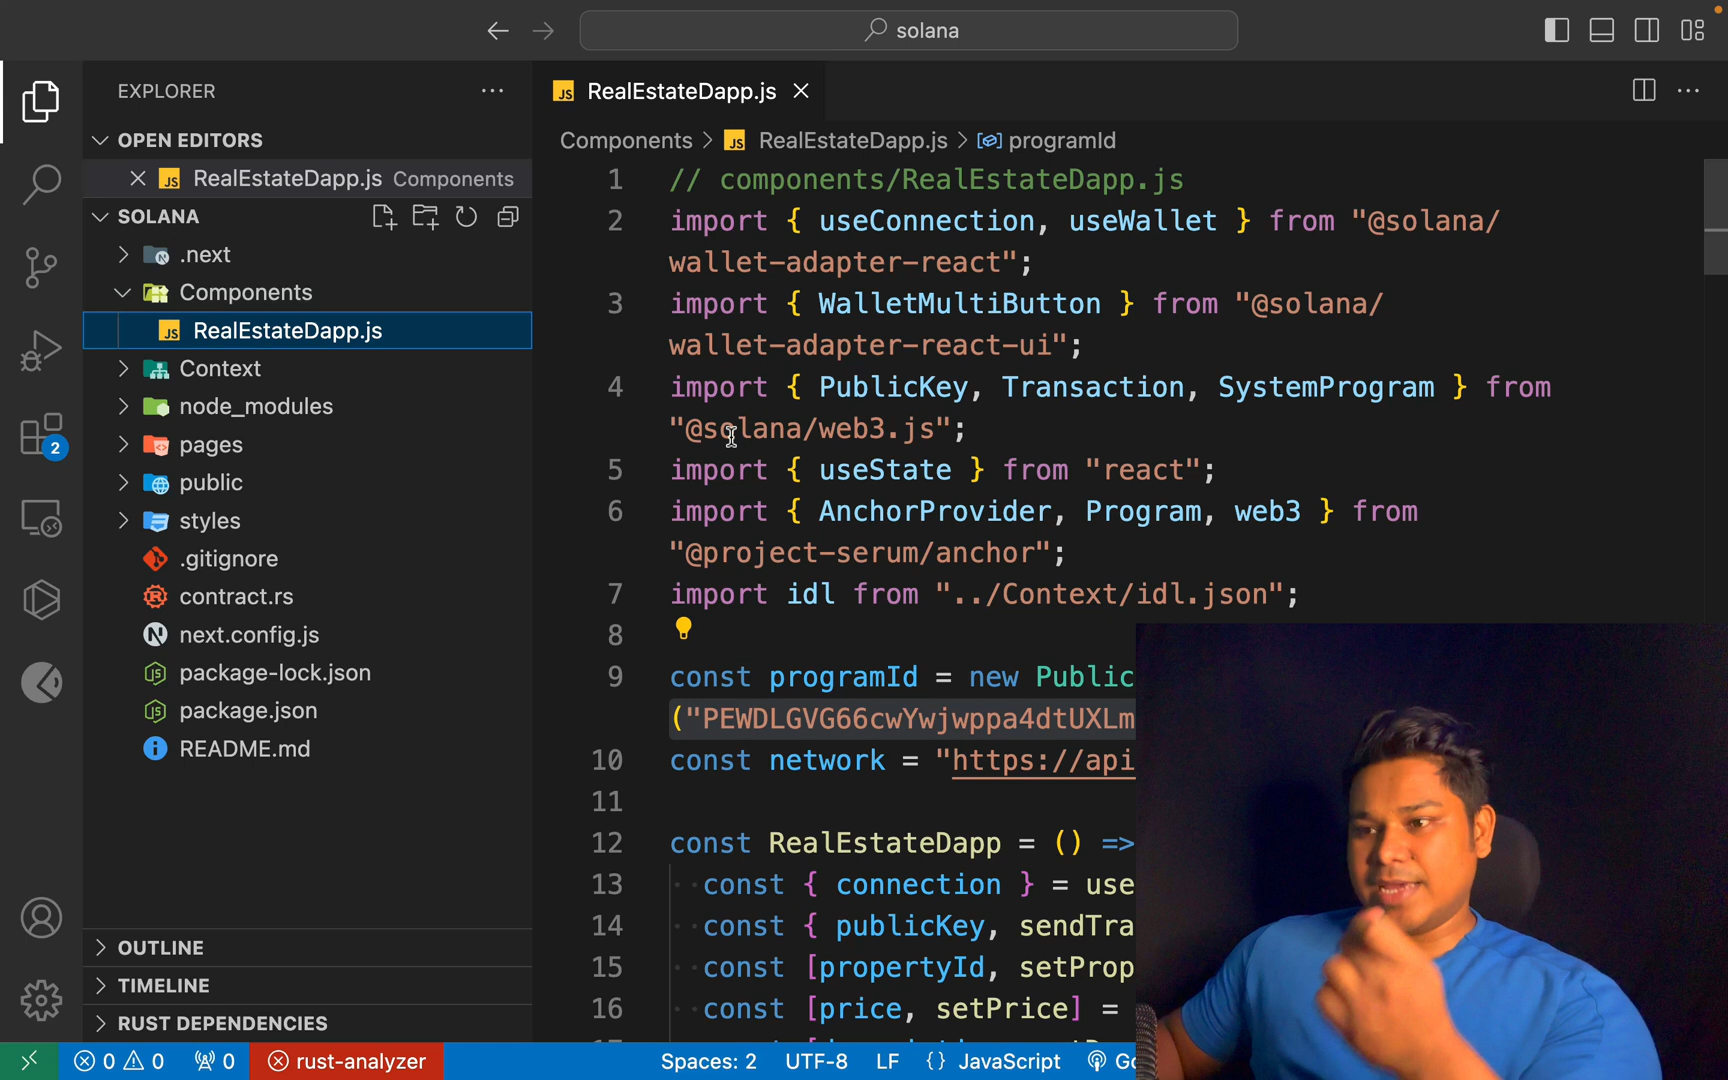 solana
EXPLORER
OPEN EDITORS
RealEstateDapp.js Components
SOLANA
.next
Components
RealEstateDapp.js
Context
node_modules
pages
public
styles
.gitignore
contract.rs
next.config.js
package-lock.json
package.json
README.md
OUTLINE
TIMELINE
RUST DEPENDENCIES
2
RealEstateDapp.js
Components > RealEstateDapp.js > programId
1 // components/RealEstateDapp.js
2 import { useConnection, useWallet } from "@solana/
wallet-adapter-react";
3 import { WalletMultiButton } from "@solana/
wallet-adapter-react-ui";
4 import { PublicKey, Transaction, SystemProgram } from
"@solana/web3.js";
5 import { useState } from "react";
6 import { AnchorProvider, Program, web3 } from
"@project-serum/anchor";
7 import idl from "../Context/idl.json";
8
9 const programId = new Public
("PEWDLGVG66cwYwjwppa4dtUXLm
10 const network = "https://api
11
12 const RealEstateDapp = () =>
13 const { connection } = use
14 const { publicKey, sendTra
15 const [propertyId, setProp
16 const [price, setPrice] =
0 0 0 rust-analyzer Spaces: 2 UTF-8 LF {} JavaScript Go